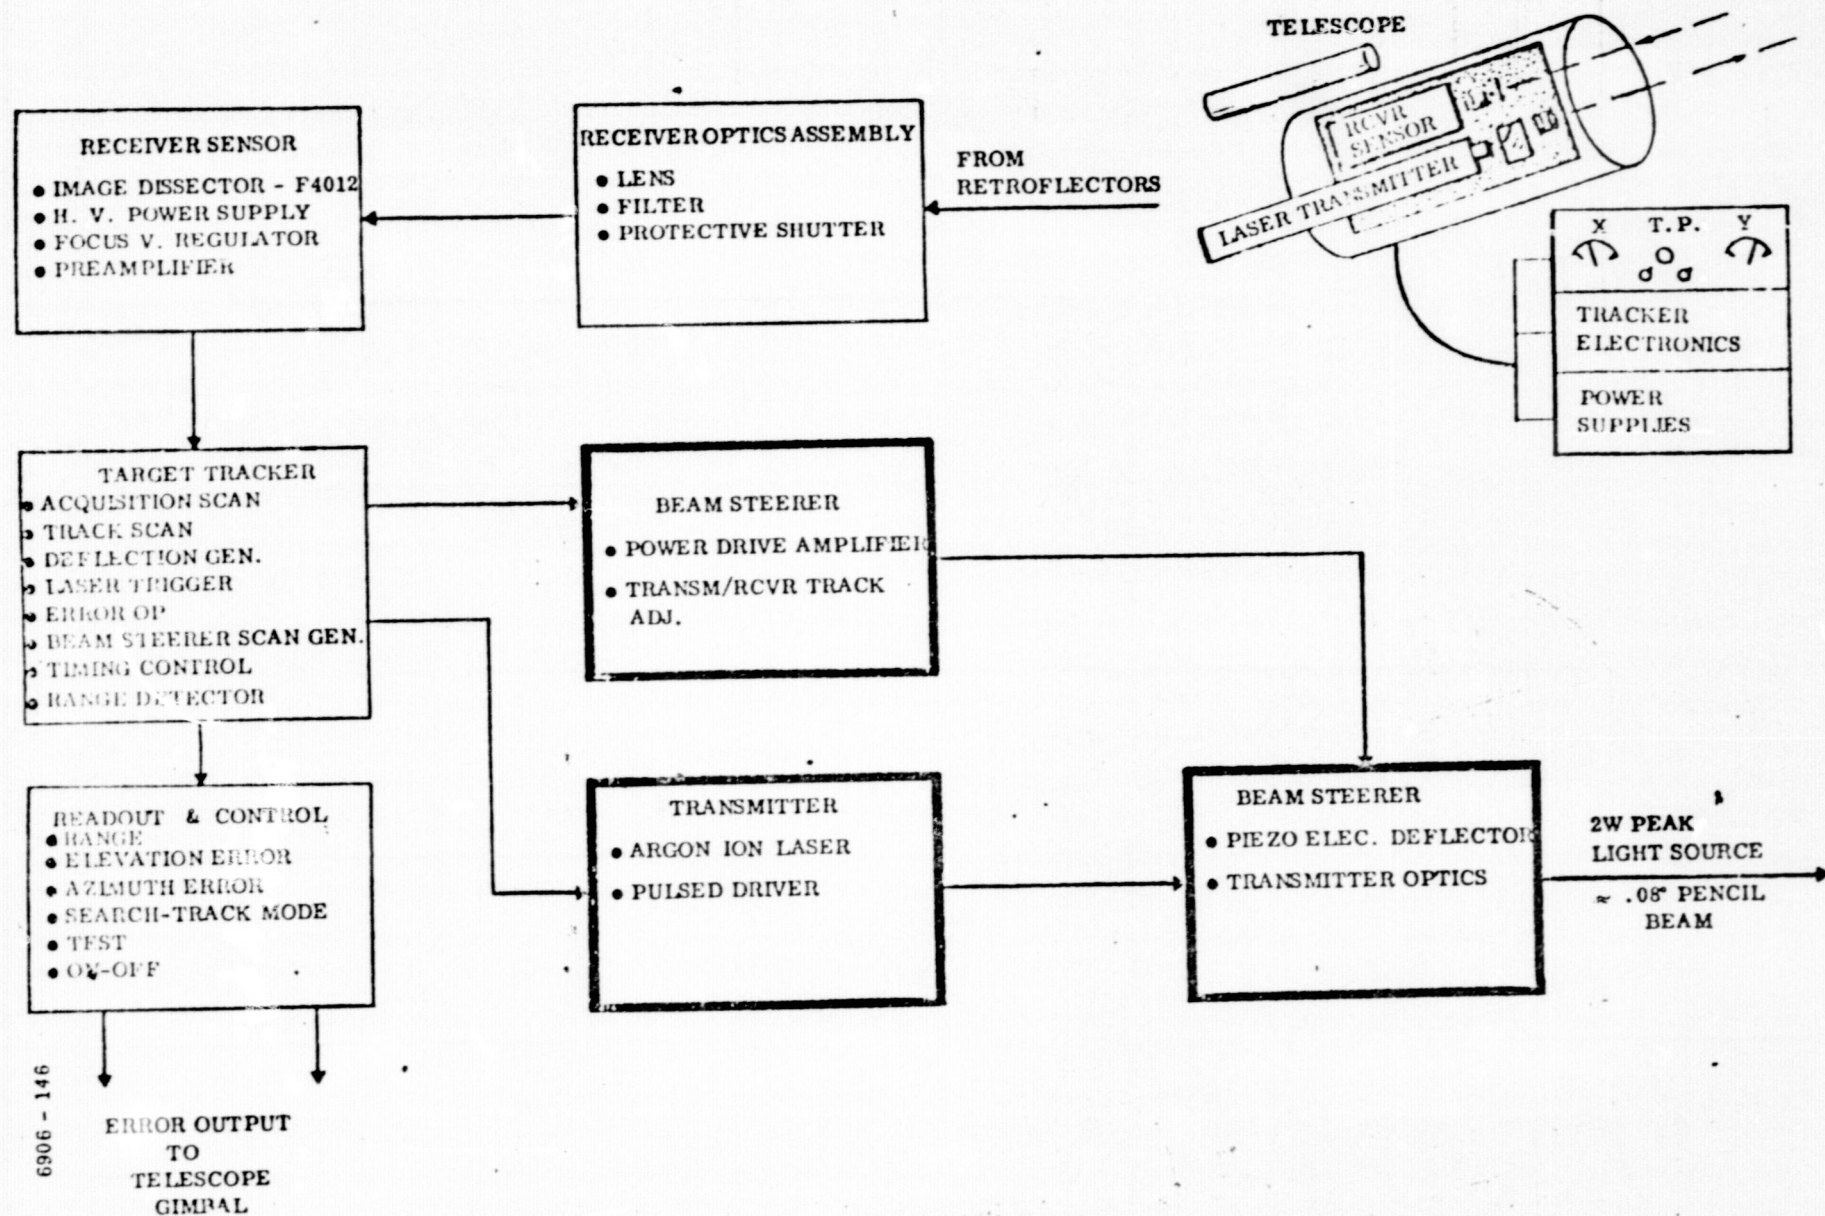 TELESCOPE
RCVR
SENSOR
LASER TRANSMITTER
X T.P. Y
TRACKER
ELECTRONICS
POWER
SUPPLIES
RECEIVER SENSOR
• IMAGE DISSECTOR - F4012
• H. V. POWER SUPPLY
• FOCUS V. REGULATOR
• PREAMPLIFIER
RECEIVER OPTICS ASSEMBLY
• LENS
• FILTER
• PROTECTIVE SHUTTER
FROM
RETROFLECTORS
TARGET TRACKER
• ACQUISITION SCAN
• TRACK SCAN
• DEFLECTION GEN.
• LASER TRIGGER
• ERROR OP
• BEAM STEERER SCAN GEN.
• TIMING CONTROL
• RANGE DETECTOR
BEAM STEERER
• POWER DRIVE AMPLIFIER
• TRANSM/RCVR TRACK
ADJ.
READOUT & CONTROL
• RANGE
• ELEVATION ERROR
• AZIMUTH ERROR
• SEARCH-TRACK MODE
• TEST
• ON-OFF
TRANSMITTER
• ARGON ION LASER
• PULSED DRIVER
BEAM STEERER
• PIEZO ELEC. DEFLECTOR
• TRANSMITTER OPTICS
2W PEAK
LIGHT SOURCE
≈ .08° PENCIL
BEAM
ERROR OUTPUT
TO
TELESCOPE
GIMBAL
6906 - 146